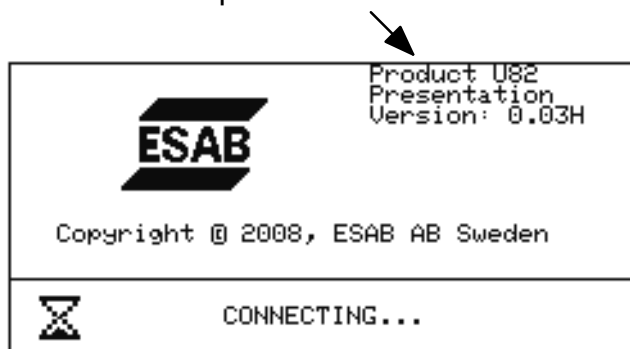 Product U82
Presentation
Version: 0.03H
ESAB
Copyright © 2008, ESAB AB Sweden
CONNECTING...